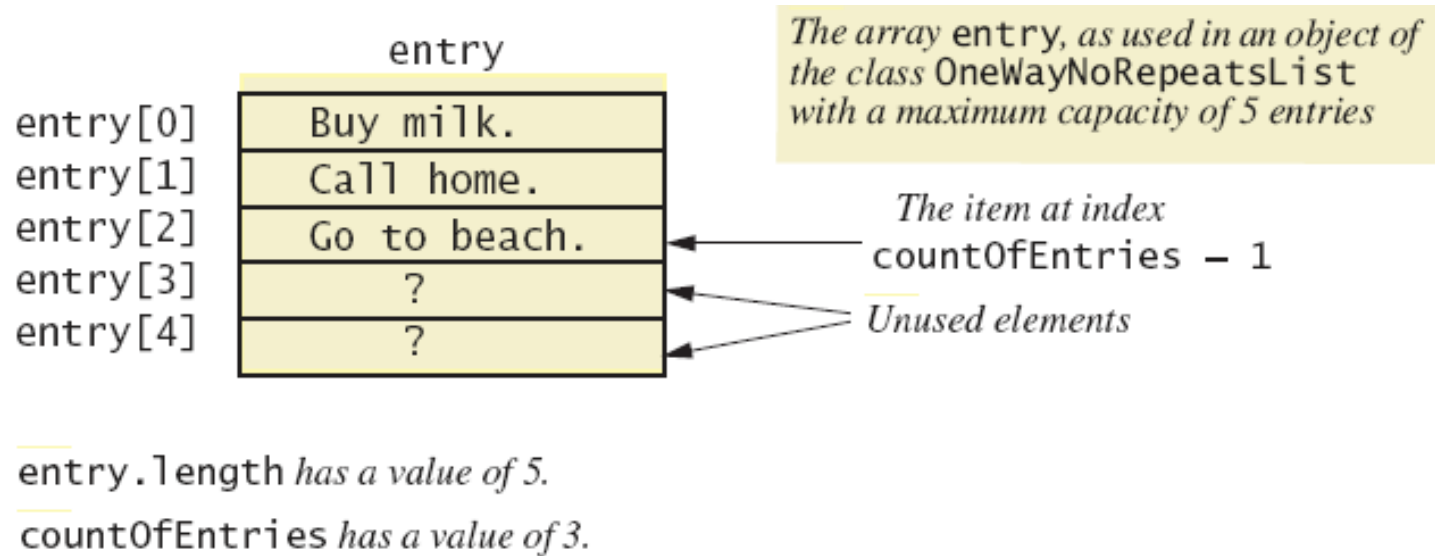 entry
The array entry, as used in an object of
the class OneWayNoRepeatsList
with a maximum capacity of 5 entries
entry[0] Buy milk.
entry[1] Call home.
entry[2] Go to beach.
entry[3] ?
entry[4] ?
The item at index
countOfEntries – 1
Unused elements
entry.length has a value of 5.
countOfEntries has a value of 3.